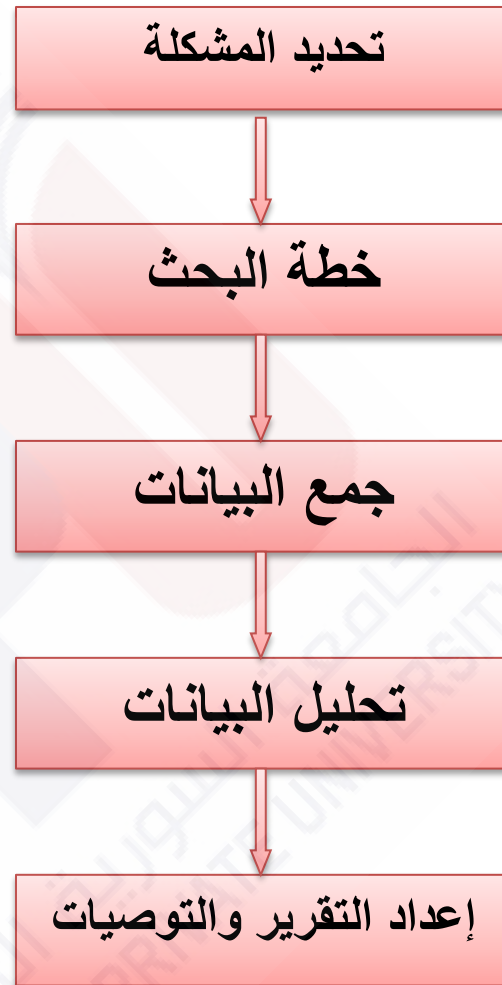 تحديد المشكلة
خطة البحث
جمع البيانات
تحليل البيانات
إعداد التقرير والتوصيات